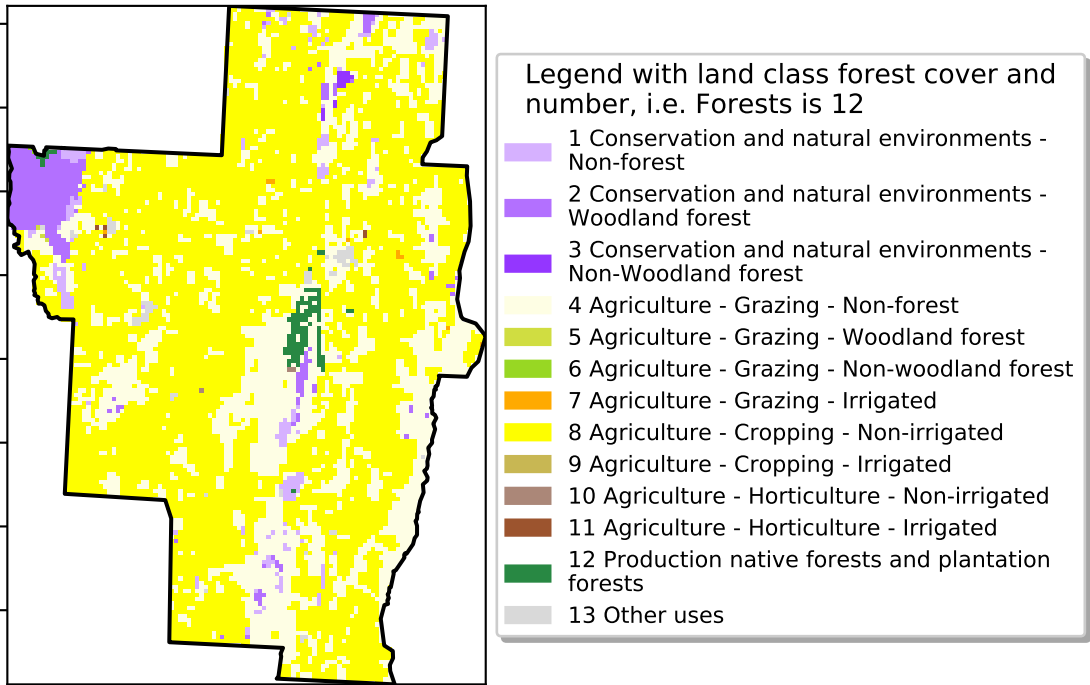 Legend with land class forest cover and
number, i.e. Forests is 12
1 Conservation and natural environments -
Non-forest
2 Conservation and natural environments -
Woodland forest
3 Conservation and natural environments -
Non-Woodland forest
4 Agriculture - Grazing - Non-forest
5 Agriculture - Grazing - Woodland forest
6 Agriculture - Grazing - Non-woodland forest
7 Agriculture - Grazing - Irrigated
8 Agriculture - Cropping - Non-irrigated
9 Agriculture - Cropping - Irrigated
10 Agriculture - Horticulture - Non-irrigated
11 Agriculture - Horticulture - Irrigated
12 Production native forests and plantation
forests
13 Other uses